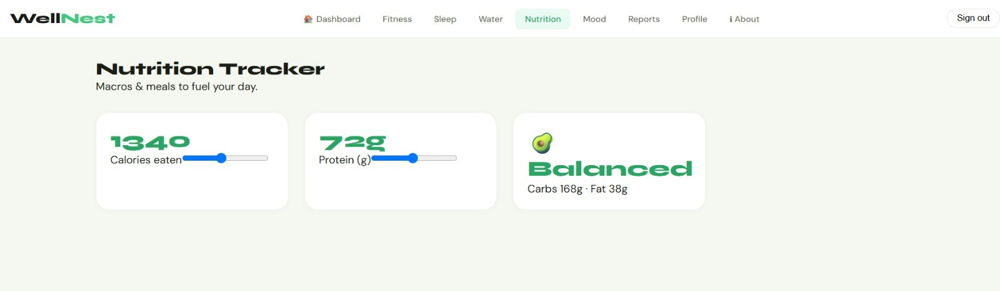 WellNest
🏠 Dashboard Fitness Sleep Water Nutrition Mood Reports Profile ℹ About
Sign out
Nutrition Tracker
Macros & meals to fuel your day.
1340
Calories eaten
72g
Protein (g)
🥑
Balanced
Carbs 168g · Fat 38g